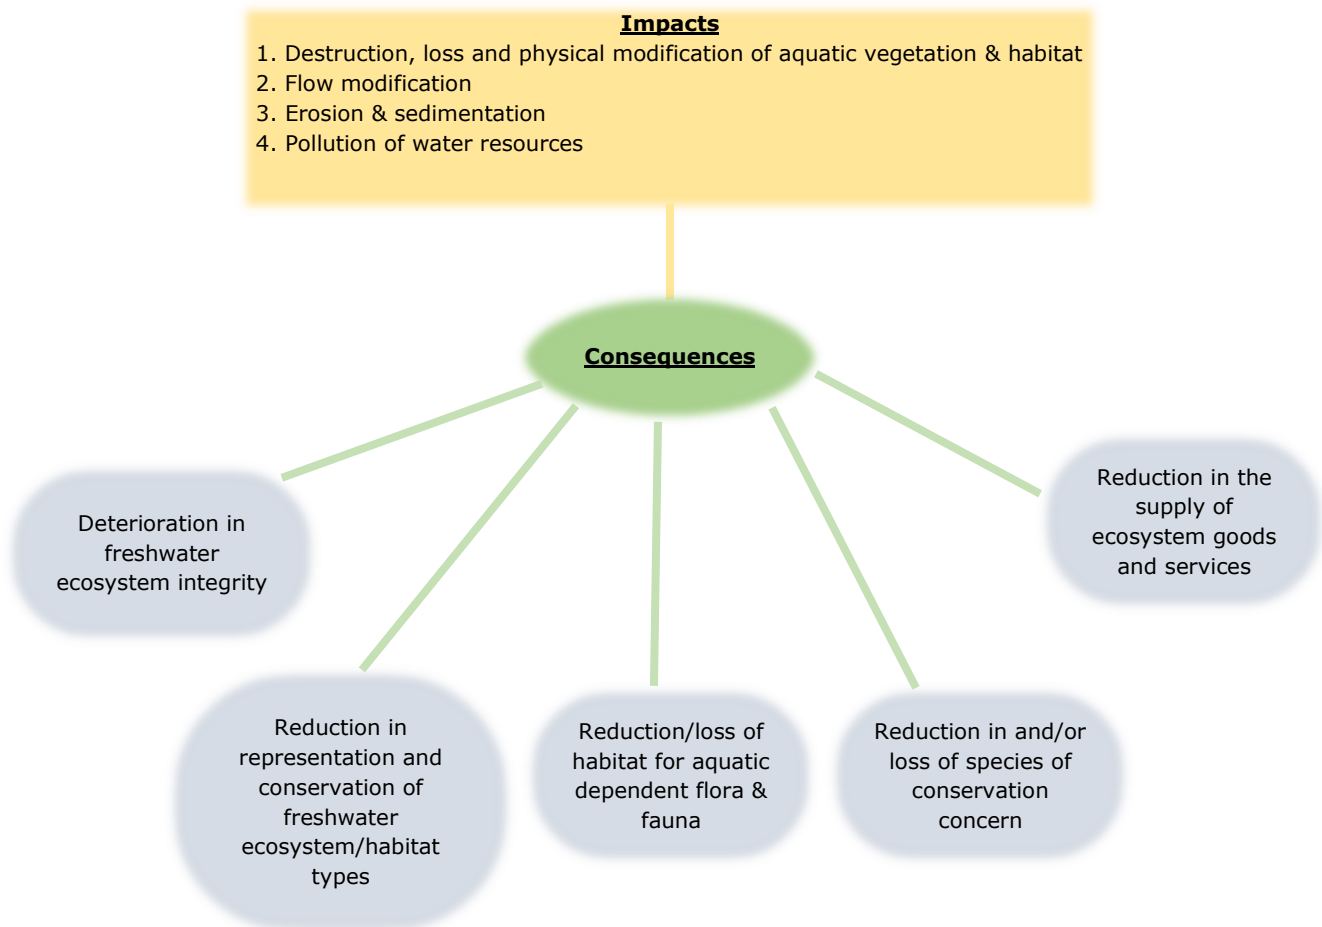 Impacts
1. Destruction, loss and physical modification of aquatic vegetation & habitat
2. Flow modification
3. Erosion & sedimentation
4. Pollution of water resources
Consequences
Deterioration in
freshwater
ecosystem integrity
Reduction in
representation and
conservation of
freshwater
ecosystem/habitat
types
Reduction/loss of
habitat for aquatic
dependent flora &
fauna
Reduction in and/or
loss of species of
conservation
concern
Reduction in the
supply of
ecosystem goods
and services